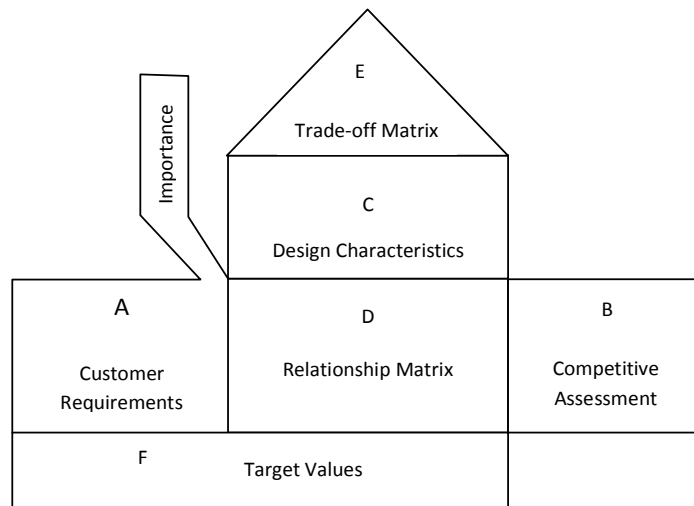 E
Trade-off Matrix
Importance
C
Design Characteristics
A
Customer
Requirements
D
Relationship Matrix
B
Competitive
Assessment
F
Target Values